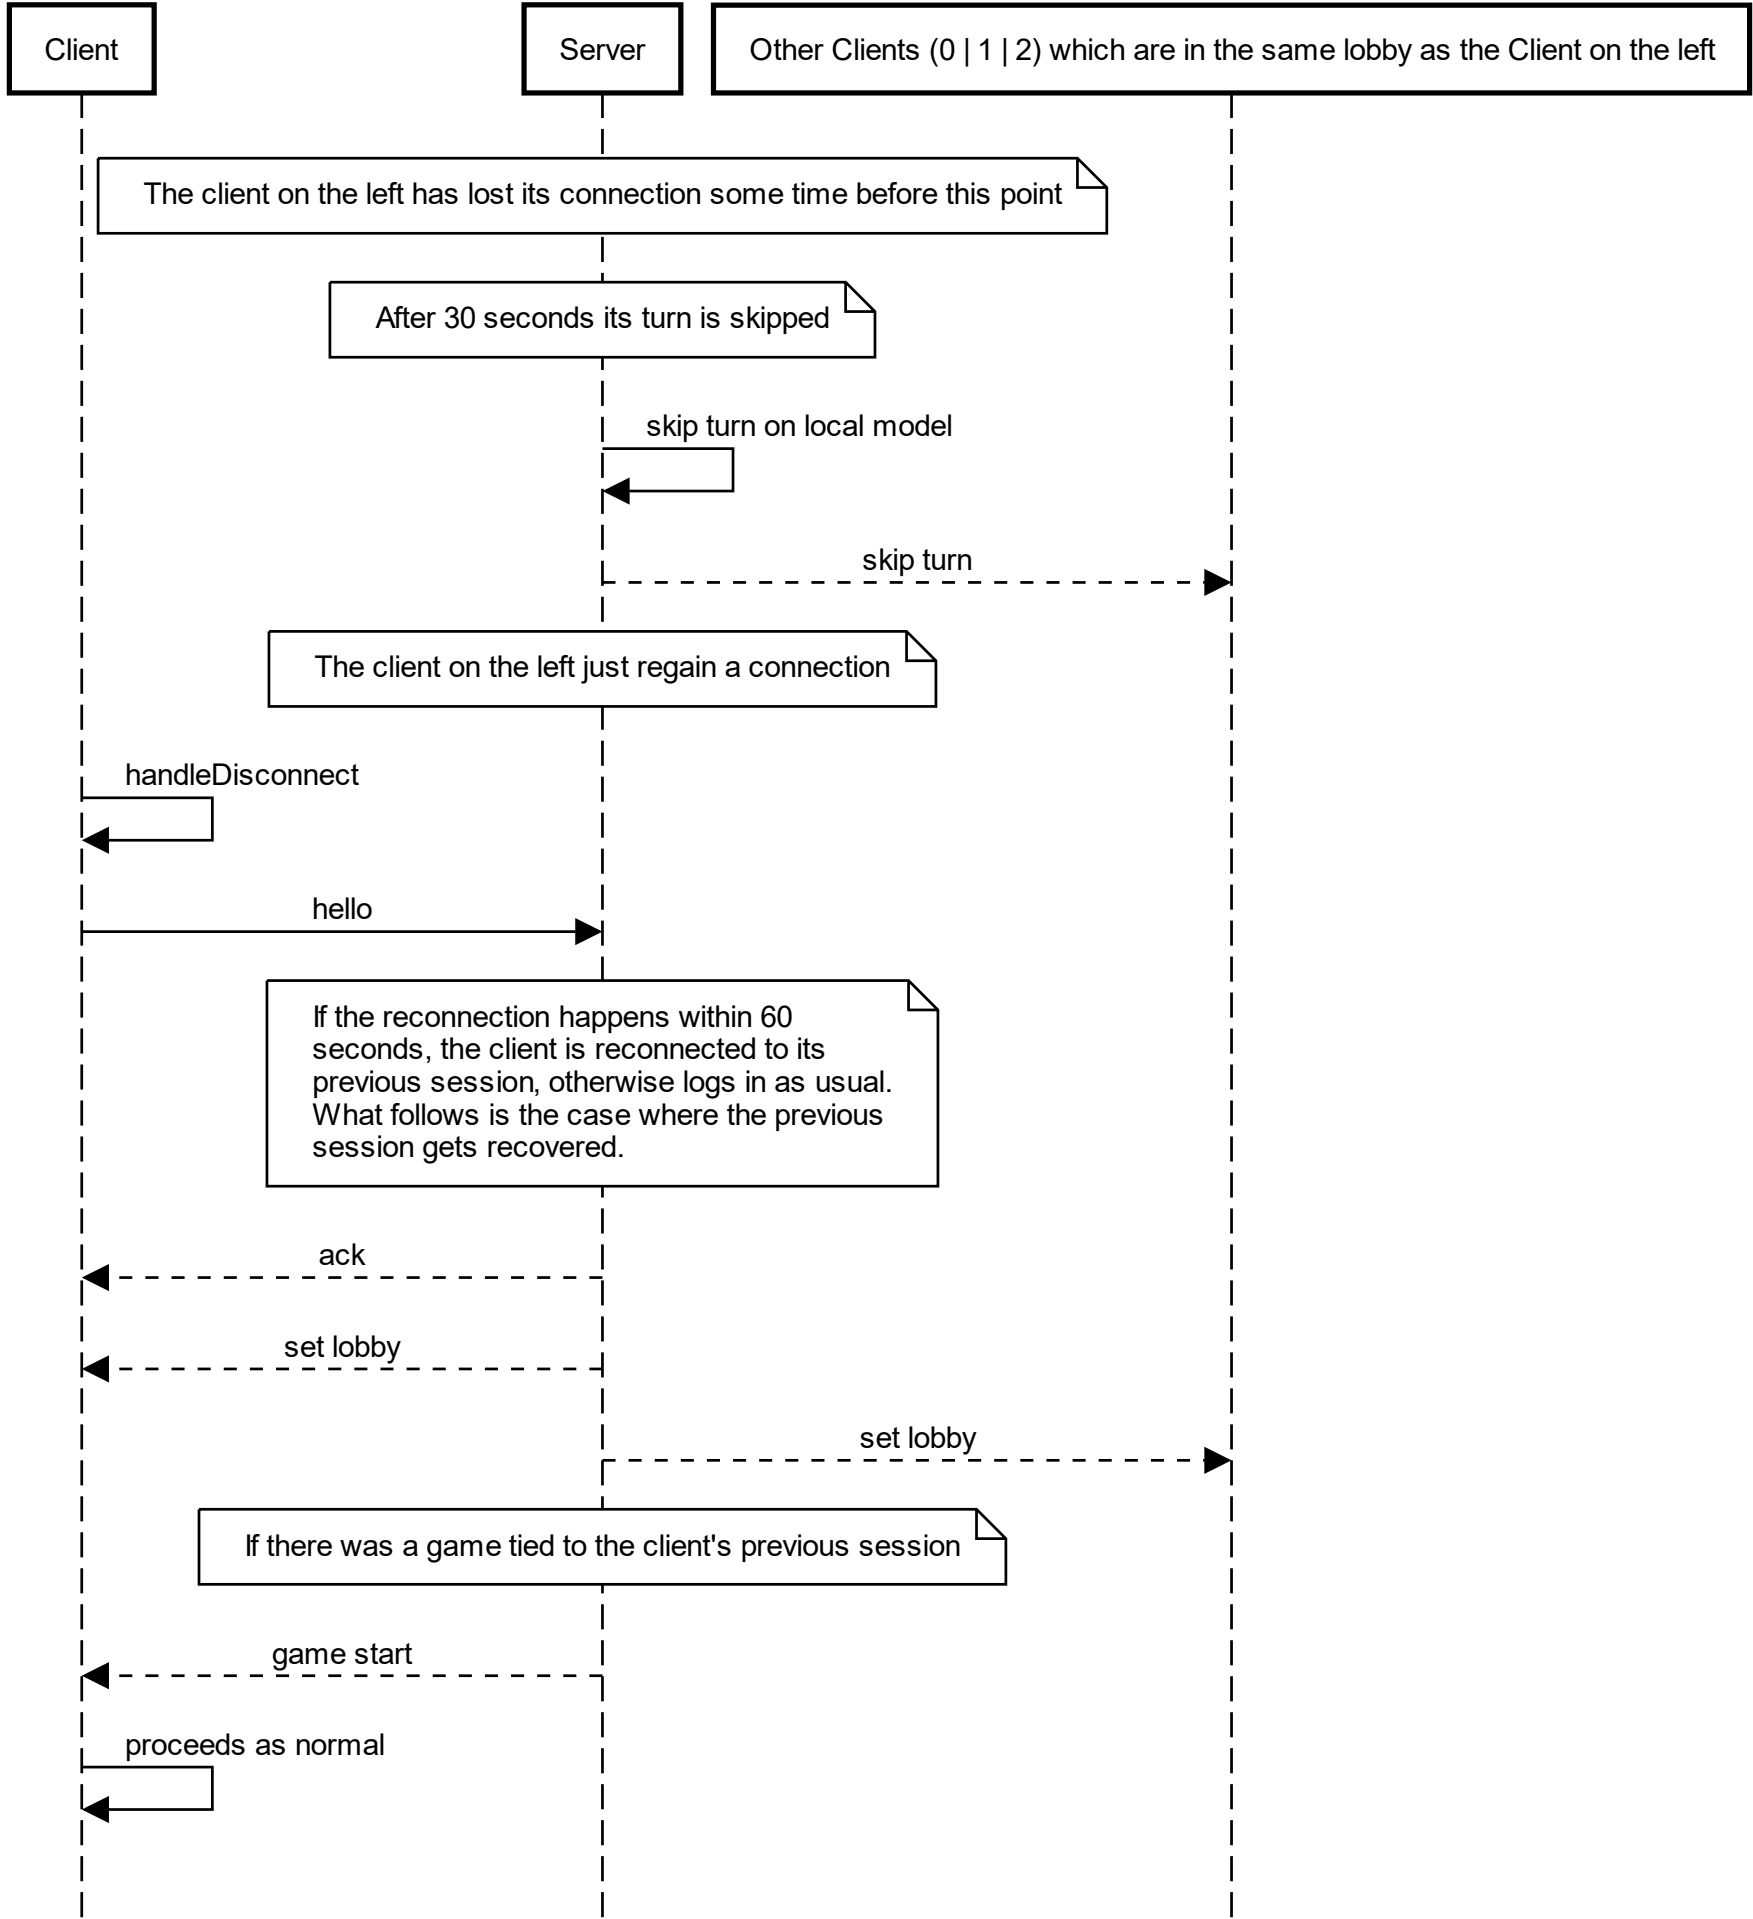 Client
Server
Other Clients (0 | 1 | 2) which are in the same lobby as the Client on the left
The client on the left has lost its connection some time before this point
After 30 seconds its turn is skipped
skip turn on local model
skip turn
The client on the left just regain a connection
handleDisconnect
hello
If the reconnection happens within 60
seconds, the client is reconnected to its
previous session, otherwise logs in as usual.
What follows is the case where the previous
session gets recovered.
ack
set lobby
set lobby
If there was a game tied to the client's previous session
game start
proceeds as normal